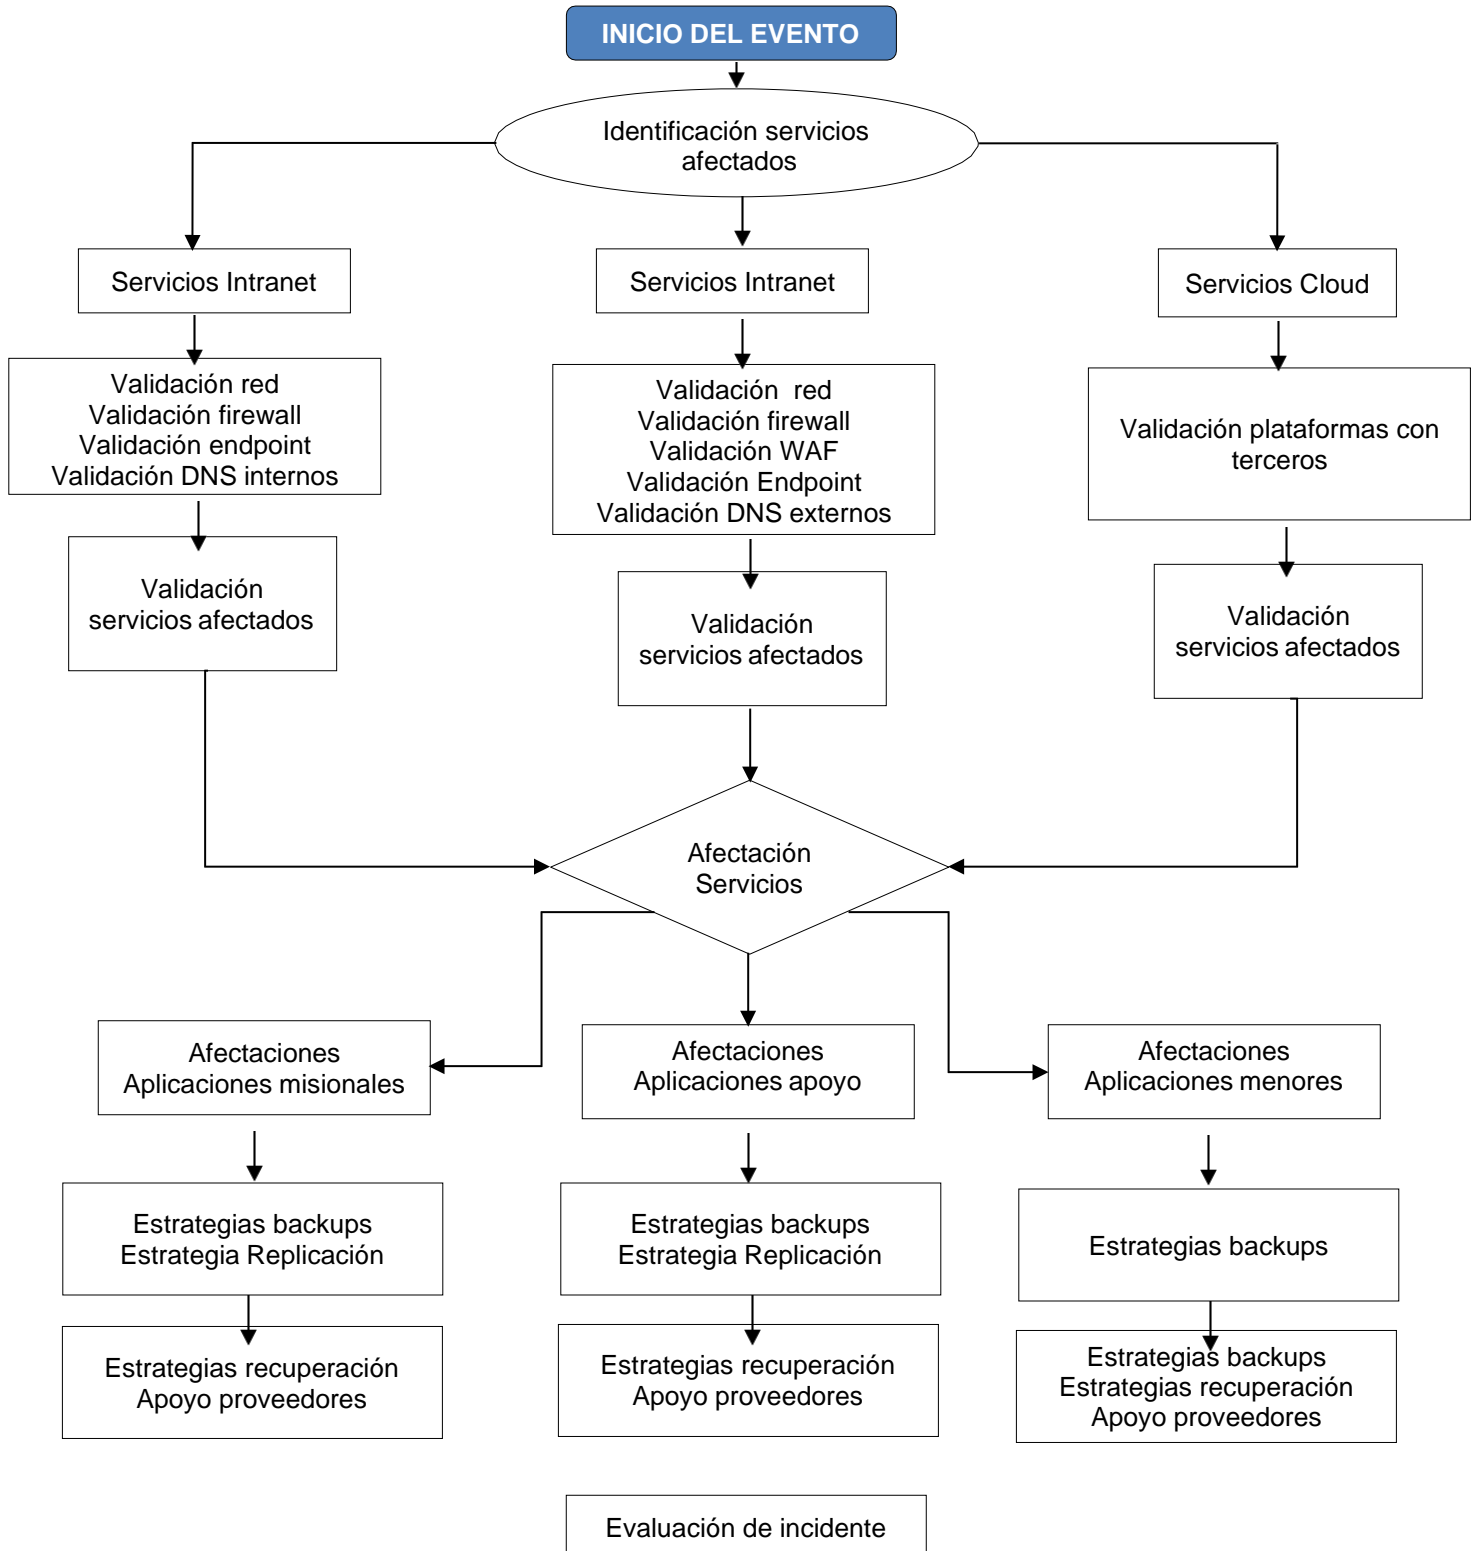 INICIO DEL EVENTO
Identificación servicios
afectados
Servicios Intranet
Servicios Intranet
Servicios Cloud
Validación red
Validación firewall
Validación endpoint
Validación DNS internos
Validación red
Validación firewall
Validación WAF
Validación Endpoint
Validación DNS externos
Validación plataformas con
terceros
Validación
servicios afectados
Validación
servicios afectados
Validación
servicios afectados
Afectación
Servicios
Afectaciones
Aplicaciones misionales
Afectaciones
Aplicaciones apoyo
Afectaciones
Aplicaciones menores
Estrategias backups
Estrategia Replicación
Estrategias backups
Estrategia Replicación
Estrategias backups
Estrategias recuperación
Apoyo proveedores
Estrategias recuperación
Apoyo proveedores
Estrategias backups
Estrategias recuperación
Apoyo proveedores
Evaluación de incidente